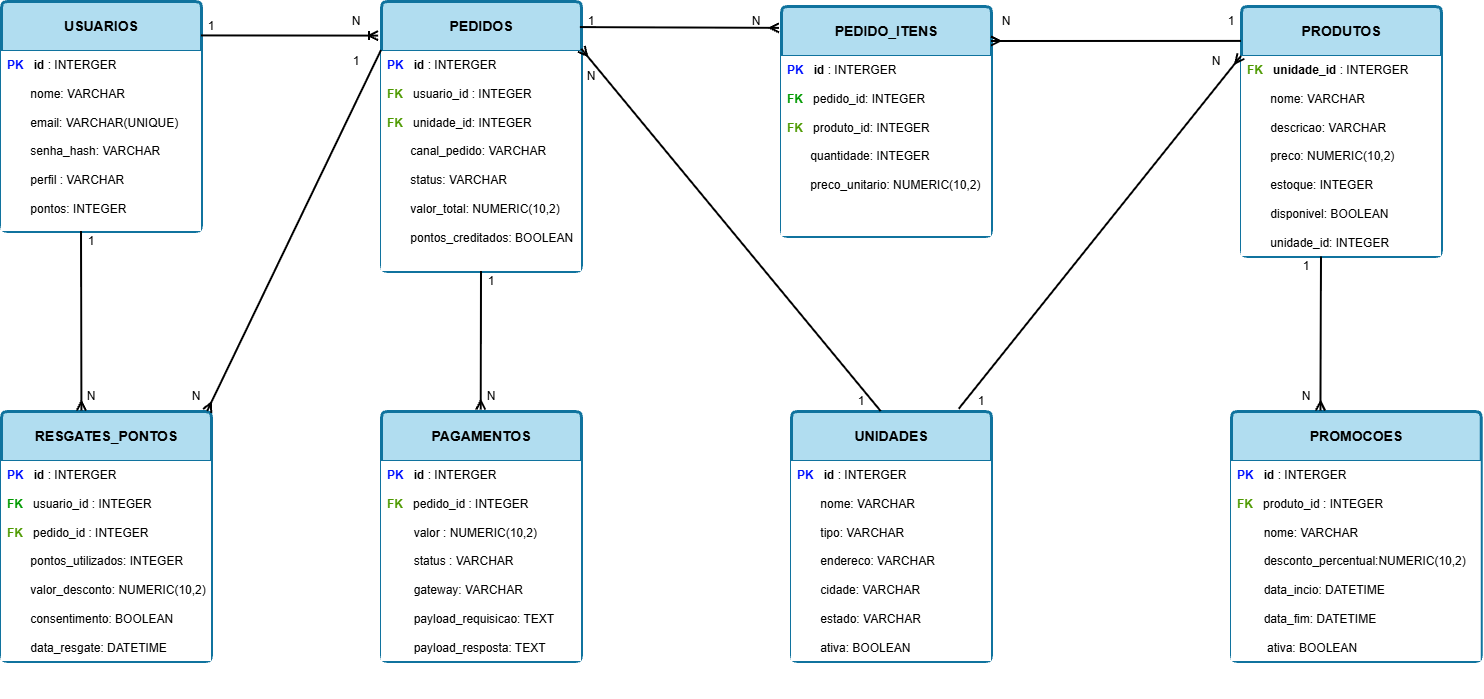 USUARIOS
PK id : INTERGER
nome: VARCHAR
email: VARCHAR(UNIQUE)
senha_hash: VARCHAR
perfil : VARCHAR
pontos: INTEGER
1
N
1
N
1
N
PEDIDOS
PK id : INTERGER
FK usuario_id : INTEGER
FK unidade_id: INTEGER
canal_pedido: VARCHAR
status: VARCHAR
valor_total: NUMERIC(10,2)
pontos_creditados: BOOLEAN
1
N
N
1
1
N
PEDIDO_ITENS
PK id : INTERGER
FK pedido_id: INTEGER
FK produto_id: INTEGER
quantidade: INTEGER
preco_unitario: NUMERIC(10,2)
N
1
N
1
PRODUTOS
FK unidade_id : INTERGER
nome: VARCHAR
descricao: VARCHAR
preco: NUMERIC(10,2)
estoque: INTEGER
disponivel: BOOLEAN
unidade_id: INTEGER
1
N
RESGATES_PONTOS
PK id : INTERGER
FK usuario_id : INTEGER
FK pedido_id : INTEGER
pontos_utilizados: INTEGER
valor_desconto: NUMERIC(10,2)
consentimento: BOOLEAN
data_resgate: DATETIME
PAGAMENTOS
PK id : INTERGER
FK pedido_id : INTEGER
valor : NUMERIC(10,2)
status : VARCHAR
gateway: VARCHAR
payload_requisicao: TEXT
payload_resposta: TEXT
UNIDADES
PK id : INTERGER
nome: VARCHAR
tipo: VARCHAR
endereco: VARCHAR
cidade: VARCHAR
estado: VARCHAR
ativa: BOOLEAN
PROMOCOES
PK id : INTERGER
FK produto_id : INTEGER
nome: VARCHAR
desconto_percentual:NUMERIC(10,2)
data_incio: DATETIME
data_fim: DATETIME
ativa: BOOLEAN